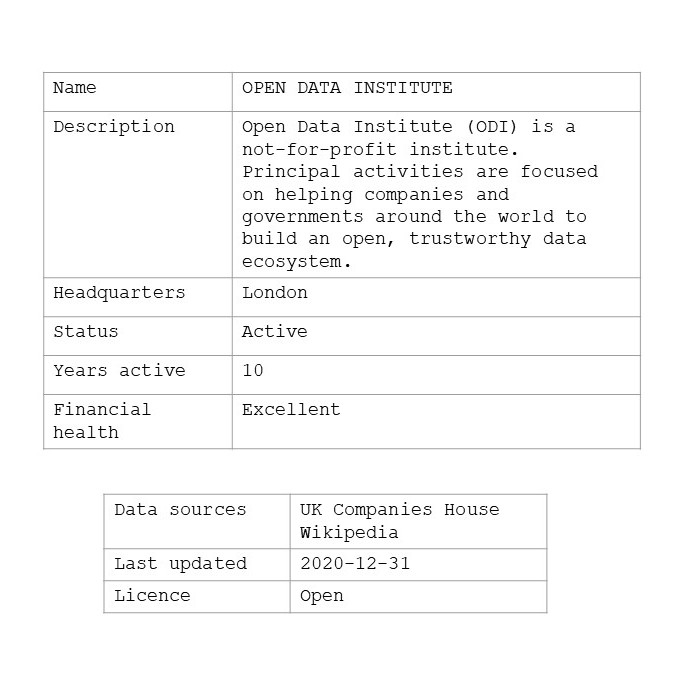 Name
OPEN DATA INSTITUTE
Description
Open Data Institute (ODI) is a
not-for-profit institute.
Principal activities are focused
on helping companies and
governments around the world to
build an open, trustworthy data
ecosystem.
Headquarters
London
Status
Active
Years active
10
Financial
health
Excellent
Data sources
UK Companies House
Wikipedia
Last updated
2020-12-31
Licence
Open